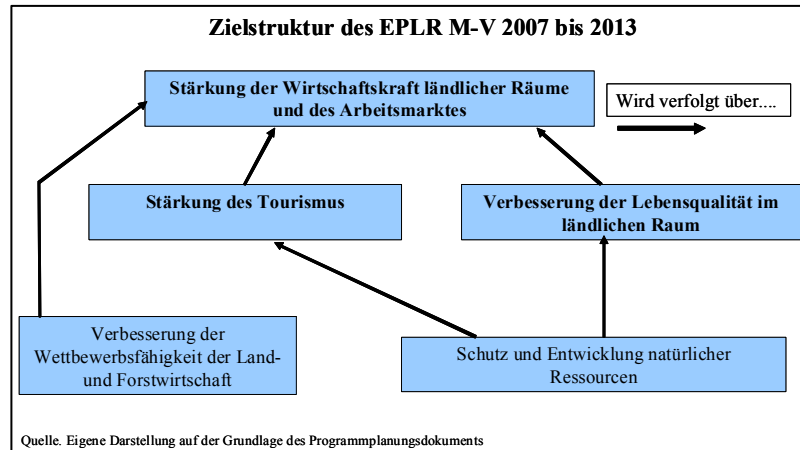 Zielstruktur des EPLR M-V 2007 bis 2013
Stärkung der Wirtschaftskraft ländlicher Räume
und des Arbeitsmarktes
Wird verfolgt über....
Stärkung des Tourismus
Verbesserung der Lebensqualität im
ländlichen Raum
Verbesserung der
Wettbewerbsfähigkeit der Land-
und Forstwirtschaft
Schutz und Entwicklung natürlicher
Ressourcen
Quelle. Eigene Darstellung auf der Grundlage des Programmplanungsdokuments